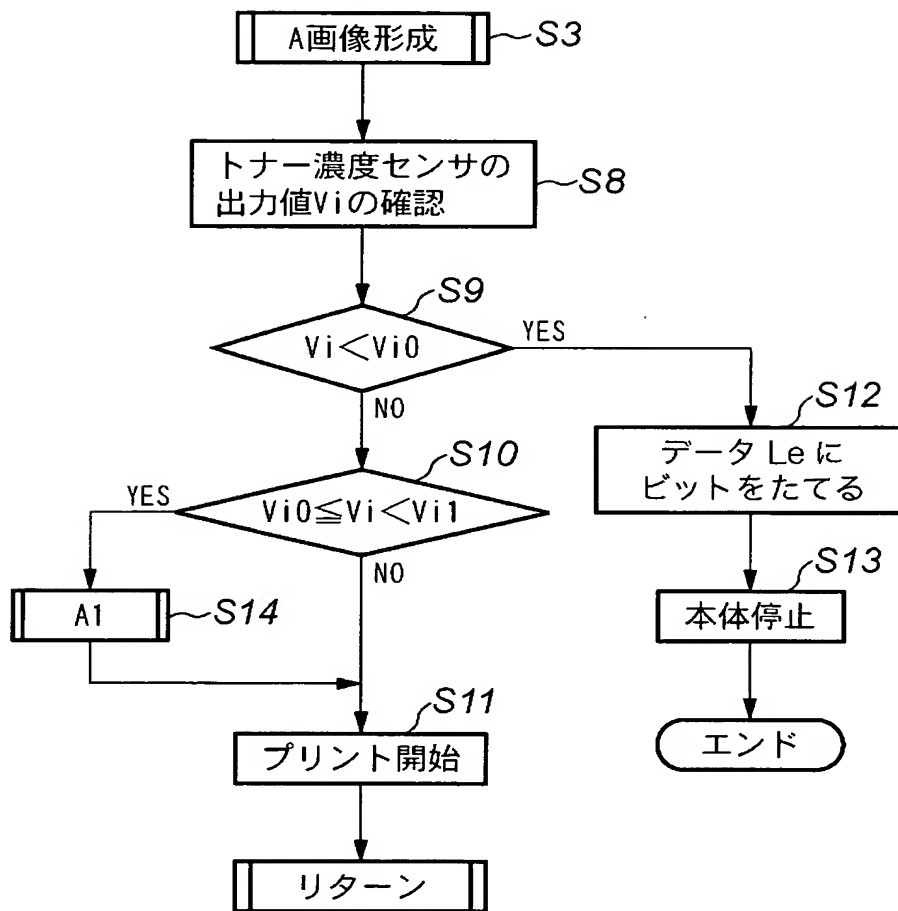 A画像形成
S3
トナー濃度センサの
出力値Viの確認
S8
S9
Vi<Vi0
YES
NO
S12
データ Le に
ビットをたてる
S10
YES
Vi0≦Vi<Vi1
NO
S13
本体停止
A1
S14
S11
プリント開始
エンド
リターン